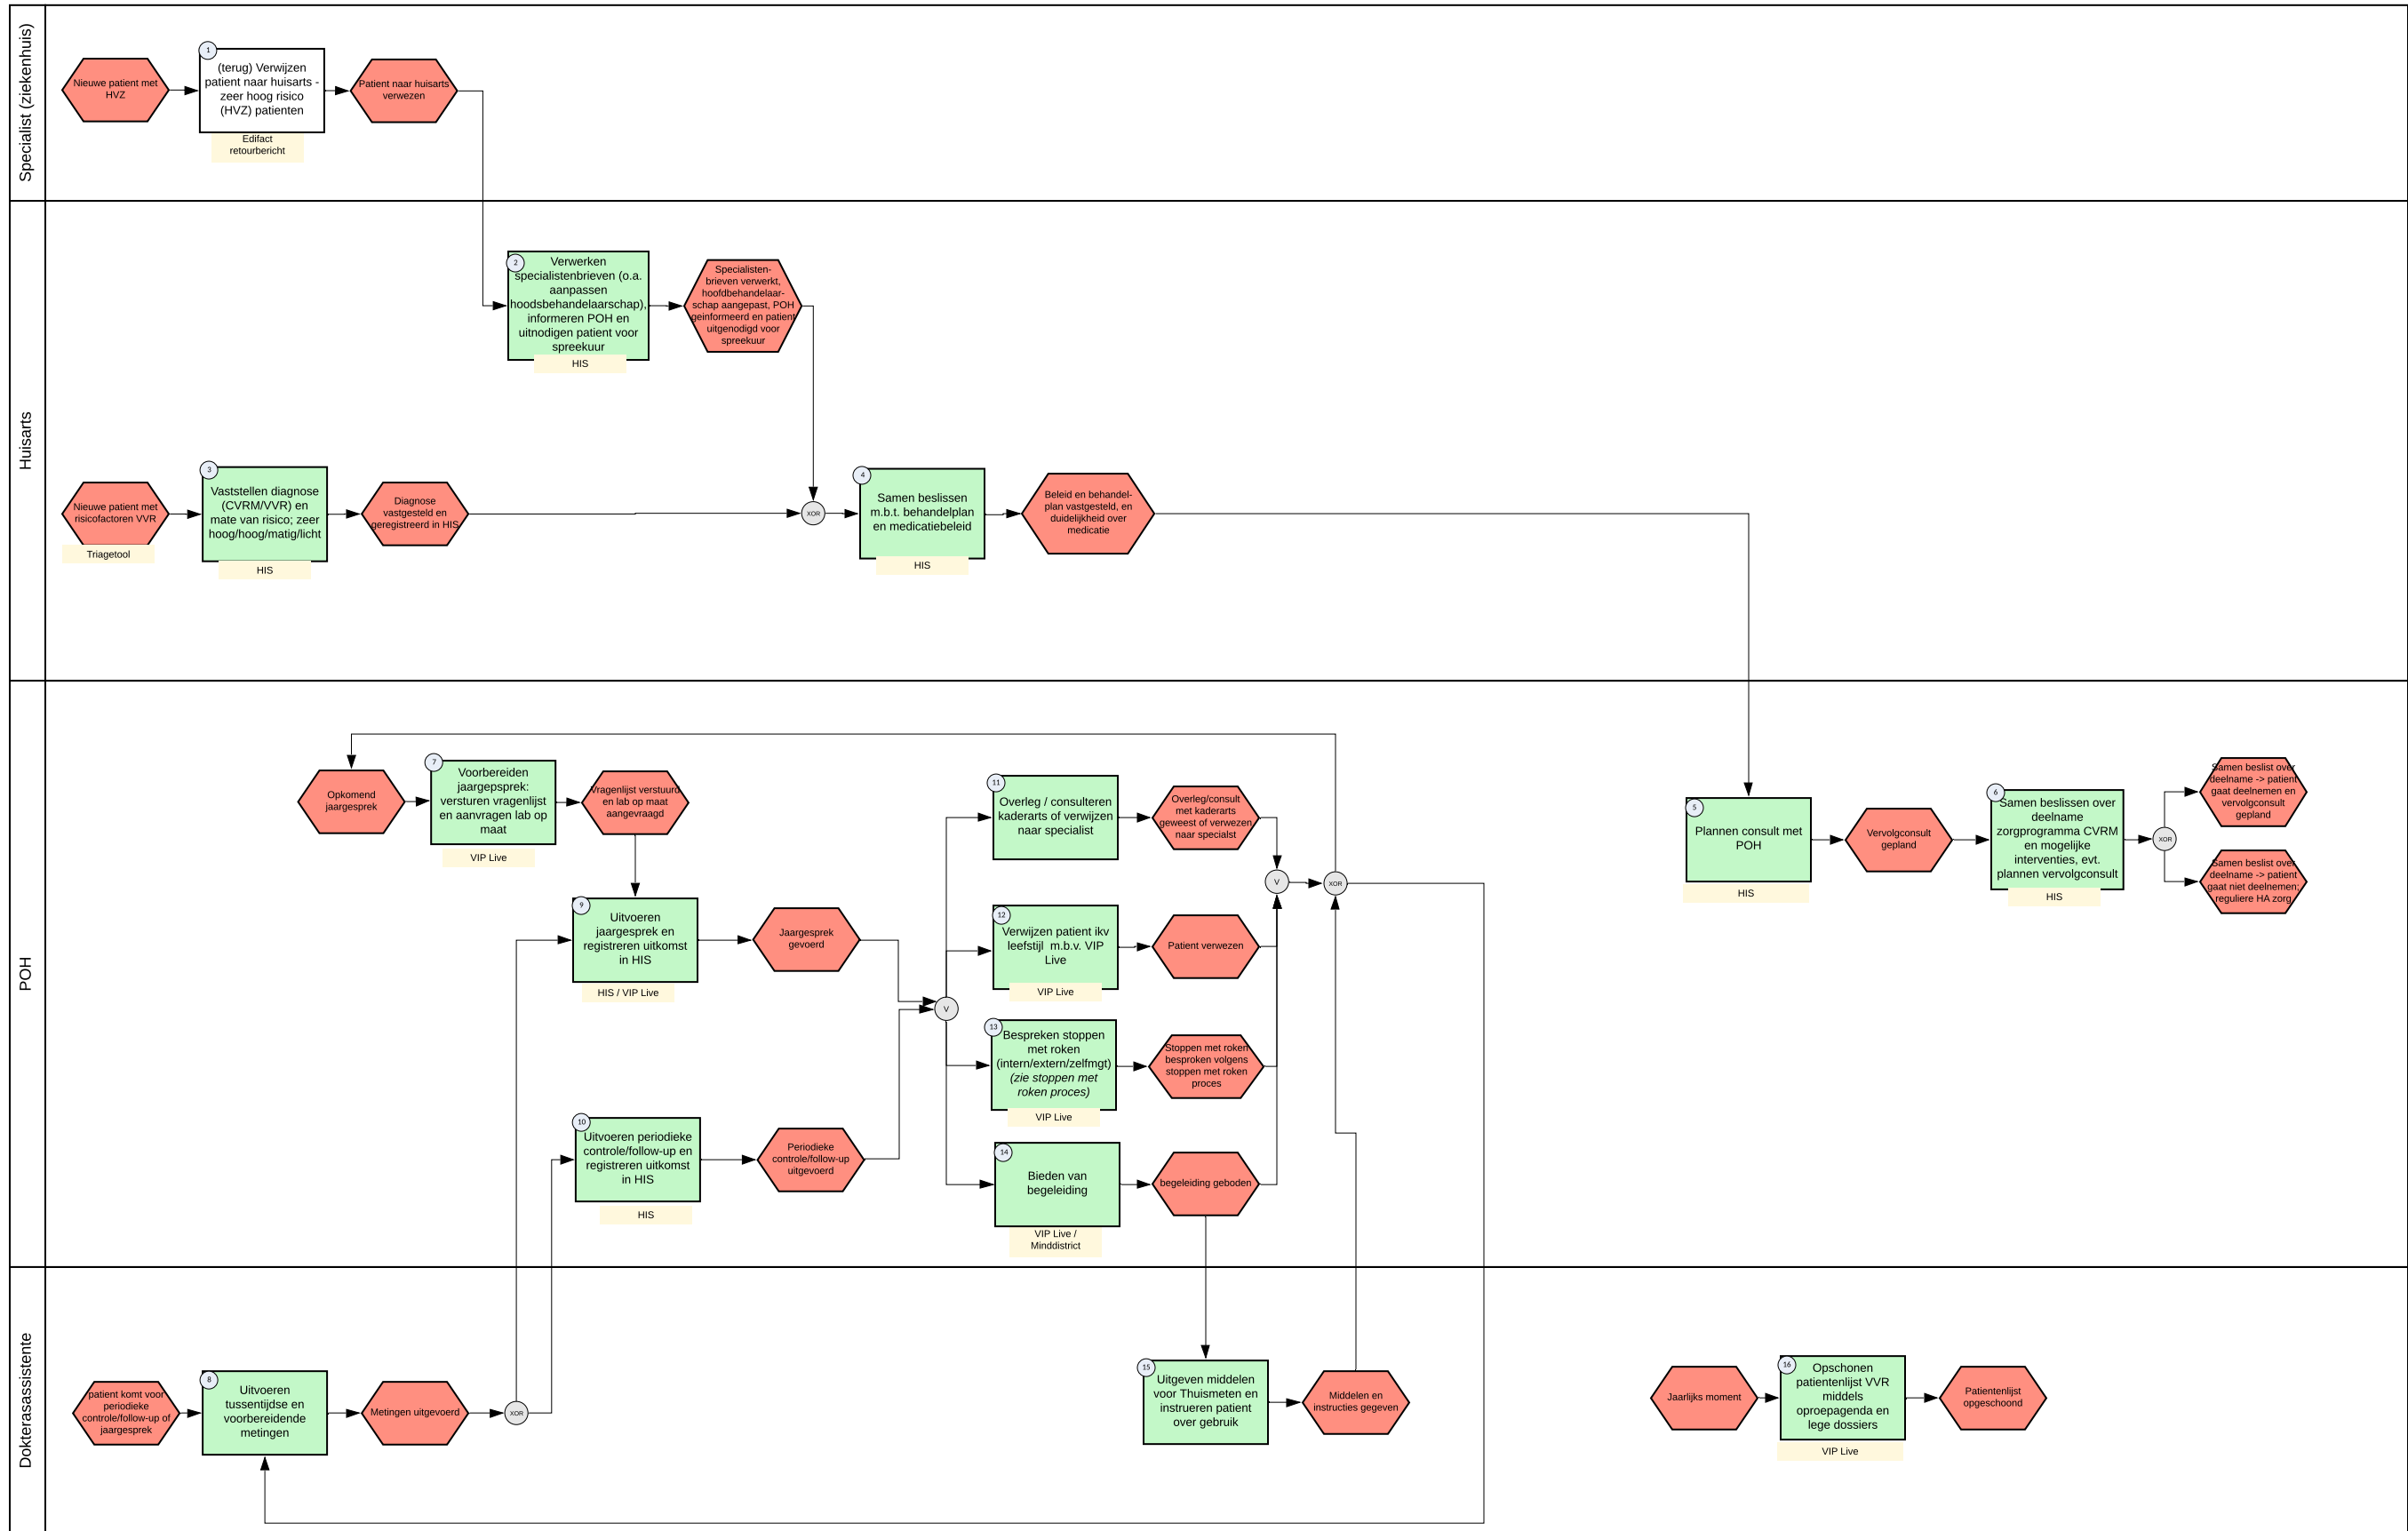 Specialist (ziekenhuis)
Nieuwe patient met
HVZ
1
(terug) Verwijzen
patient naar huisarts -
zeer hoog risico
(HVZ) patienten
Edifact
retourbericht
Patient naar huisarts
verwezen
Huisarts
2
Verwerken
specialistenbrieven (o.a.
aanpassen
hoodsbehandelaarschap),
informeren POH en
uitnodigen patient voor
spreekuur
HIS
Specialisten-
brieven verwerkt,
hoofdbehandelaar-
schap aangepast, POH
geinformeerd en patient
uitgenodigd voor
spreekuur
Nieuwe patient met
risicofactoren VVR
Triagetool
3
Vaststellen diagnose
(CVRM/VVR) en
mate van risico; zeer
hoog/hoog/matig/licht
HIS
Diagnose
vastgesteld en
geregistreerd in HIS
XOR
4
Samen beslissen
m.b.t. behandelplan
en medicatiebeleid
HIS
Beleid en behandel-
plan vastgesteld, en
duidelijkheid over
medicatie
POH
Opkomend
jaargesprek
7
Voorbereiden
jaargepsprek:
versturen vragenlijst
en aanvragen lab op
maat
VIP Live
Vragenlijst verstuurd
en lab op maat
aangevraagd
9
Uitvoeren
jaargesprek en
registreren uitkomst
in HIS
HIS / VIP Live
Jaargesprek
gevoerd
10
Uitvoeren periodieke
controle/follow-up en
registreren uitkomst
in HIS
HIS
Periodieke
controle/follow-up
uitgevoerd
V
11
Overleg / consulteren
kaderarts of verwijzen
naar specialist
Overleg/consult
met kaderarts
geweest of verwezen
naar specialst
12
Verwijzen patient ikv
leefstijl m.b.v. VIP
Live
VIP Live
Patient verwezen
13
Bespreken stoppen
met roken
(intern/extern/zelfmgt)
(zie stoppen met
roken proces)
VIP Live
Stoppen met roken
besproken volgens
stoppen met roken
proces
14
Bieden van
begeleiding
VIP Live /
Minddistrict
begeleiding geboden
V
XOR
5
Plannen consult met
POH
HIS
Vervolgconsult
gepland
6
Samen beslissen over
deelname
zorgprogramma CVRM
en mogelijke
interventies, evt.
plannen vervolgconsult
HIS
XOR
Samen beslist over
deelname -> patient
gaat deelnemen en
vervolgconsult
gepland
Samen beslist over
deelname -> patient
gaat niet deelnemen;
reguliere HA zorg
Dokterasassistente
patient komt voor
periodieke
controle/follow-up of
jaargesprek
8
Uitvoeren
tussentijdse en
voorbereidende
metingen
Metingen uitgevoerd
XOR
15
Uitgeven middelen
voor Thuismeten en
instrueren patient
over gebruik
Middelen en
instructies gegeven
Jaarlijks moment
16
Opschonen
patientenlijst VVR
middels
oproepagenda en
lege dossiers
VIP Live
Patientenlijst
opgeschoond